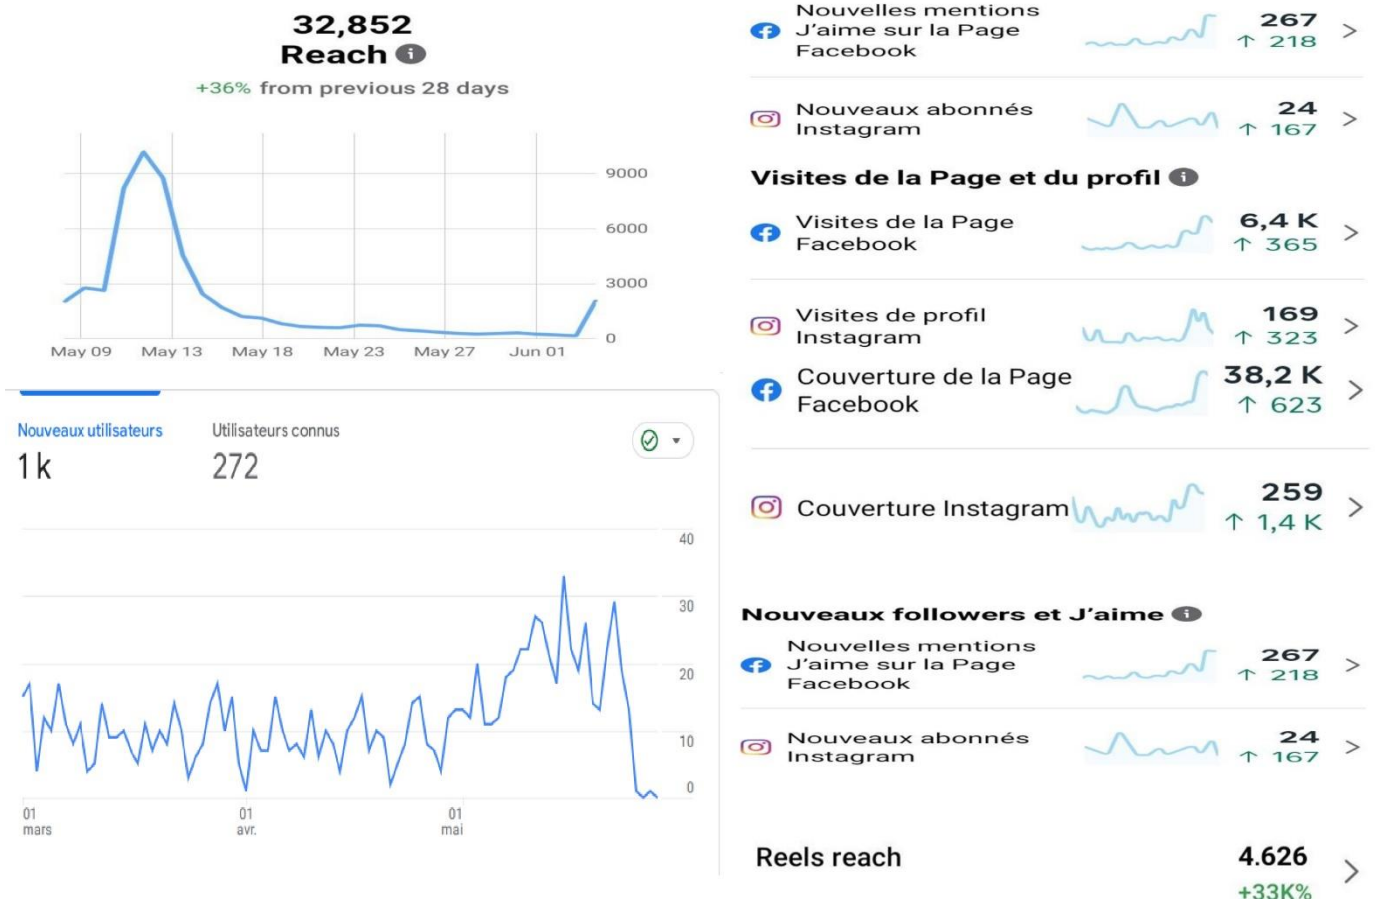 32,852
Reach
+36% from previous 28 days
9000
6000
3000
0
May 09 May 13 May 18 May 23 May 27 Jun 01
Nouveaux utilisateurs Utilisateurs connus
1 k 272
40
30
20
10
0
01 01 01
mars avr. mai
Nouvelles mentions
J'aime sur la Page
Facebook
267
↑ 218
Nouveaux abonnés
Instagram
24
↑ 167
Visites de la Page et du profil
Visites de la Page
Facebook
6,4 K
↑ 365
Visites de profil
Instagram
169
↑ 323
Couverture de la Page
Facebook
38,2 K
↑ 623
Couverture Instagram
259
↑ 1,4 K
Nouveaux followers et J'aime
Nouvelles mentions
J'aime sur la Page
Facebook
267
↑ 218
Nouveaux abonnés
Instagram
24
↑ 167
Reels reach
4.626
+33K%